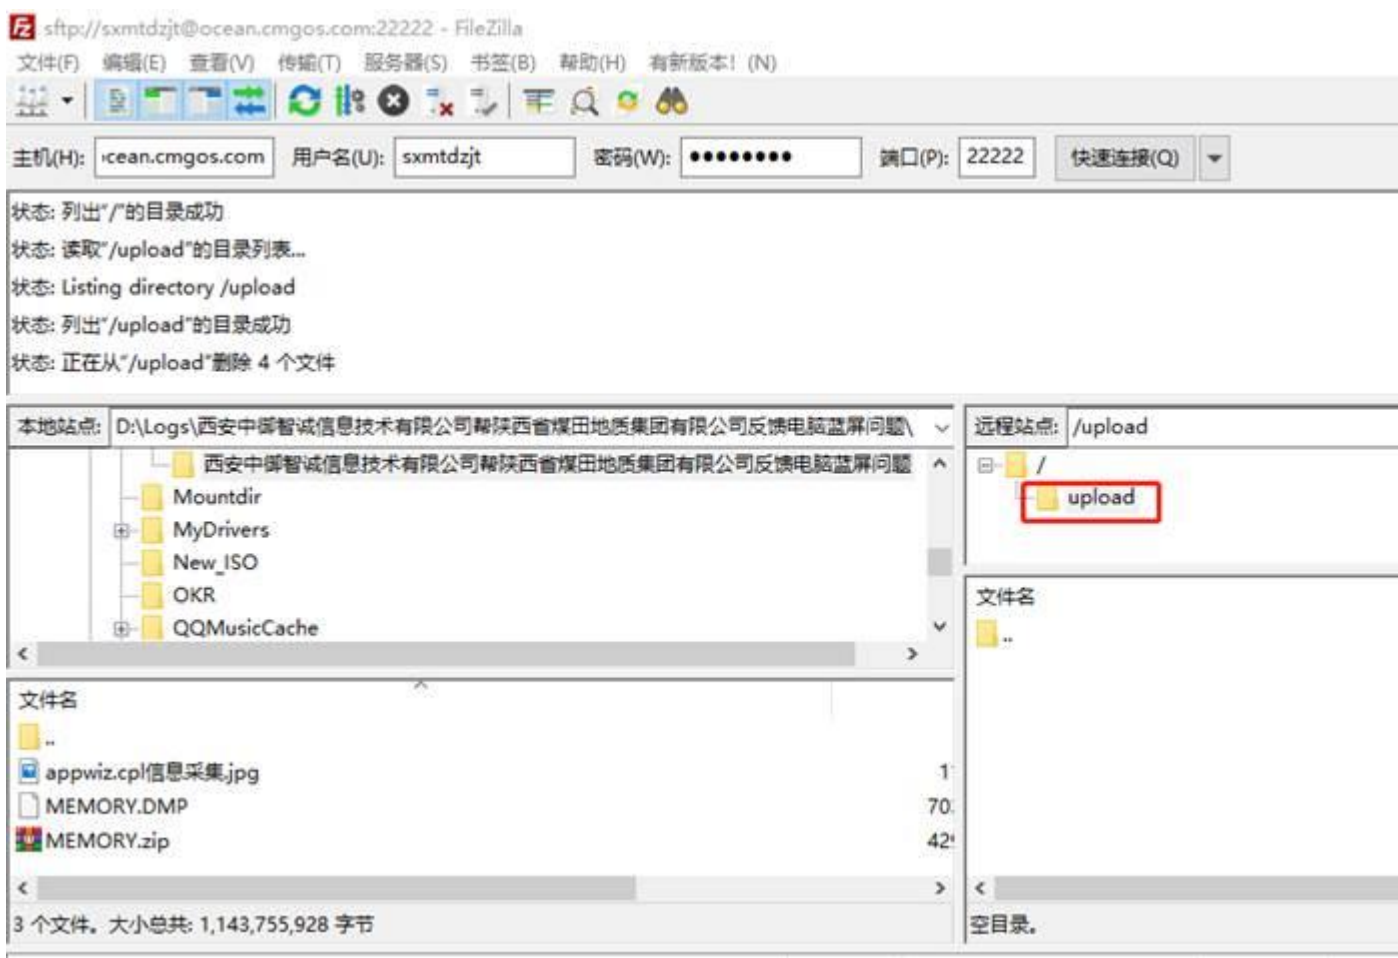 sftp://sxmtdzjt@ocean.cmgos.com:22222 - FileZilla
文件(F) 编辑(E) 查看(V) 传输(T) 服务器(S) 书签(B) 帮助(H) 有新版本! (N)
主机(H): ocean.cmgos.com 用户名(U): sxmtdzjt 密码(W): ●●●●●●●● 端口(P): 22222 快速连接(Q)
状态: 列出"/"的目录成功
状态: 读取"/upload"的目录列表...
状态: Listing directory /upload
状态: 列出"/upload"的目录成功
状态: 正在从"/upload"删除 4 个文件
本地站点: D:\Logs\西安中御智诚信息技术有限公司帮陕西省煤田地质集团有限公司反馈电脑蓝屏问题\
西安中御智诚信息技术有限公司帮陕西省煤田地质集团有限公司反馈电脑蓝屏问题
Mountdir
MyDrivers
New_ISO
OKR
QQMusicCache
远程站点: /upload
/
upload
文件名
..
appwiz.cpl信息采集.jpg 1
MEMORY.DMP 70
MEMORY.zip 429
3 个文件。大小总共: 1,143,755,928 字节
文件名
..
空目录。